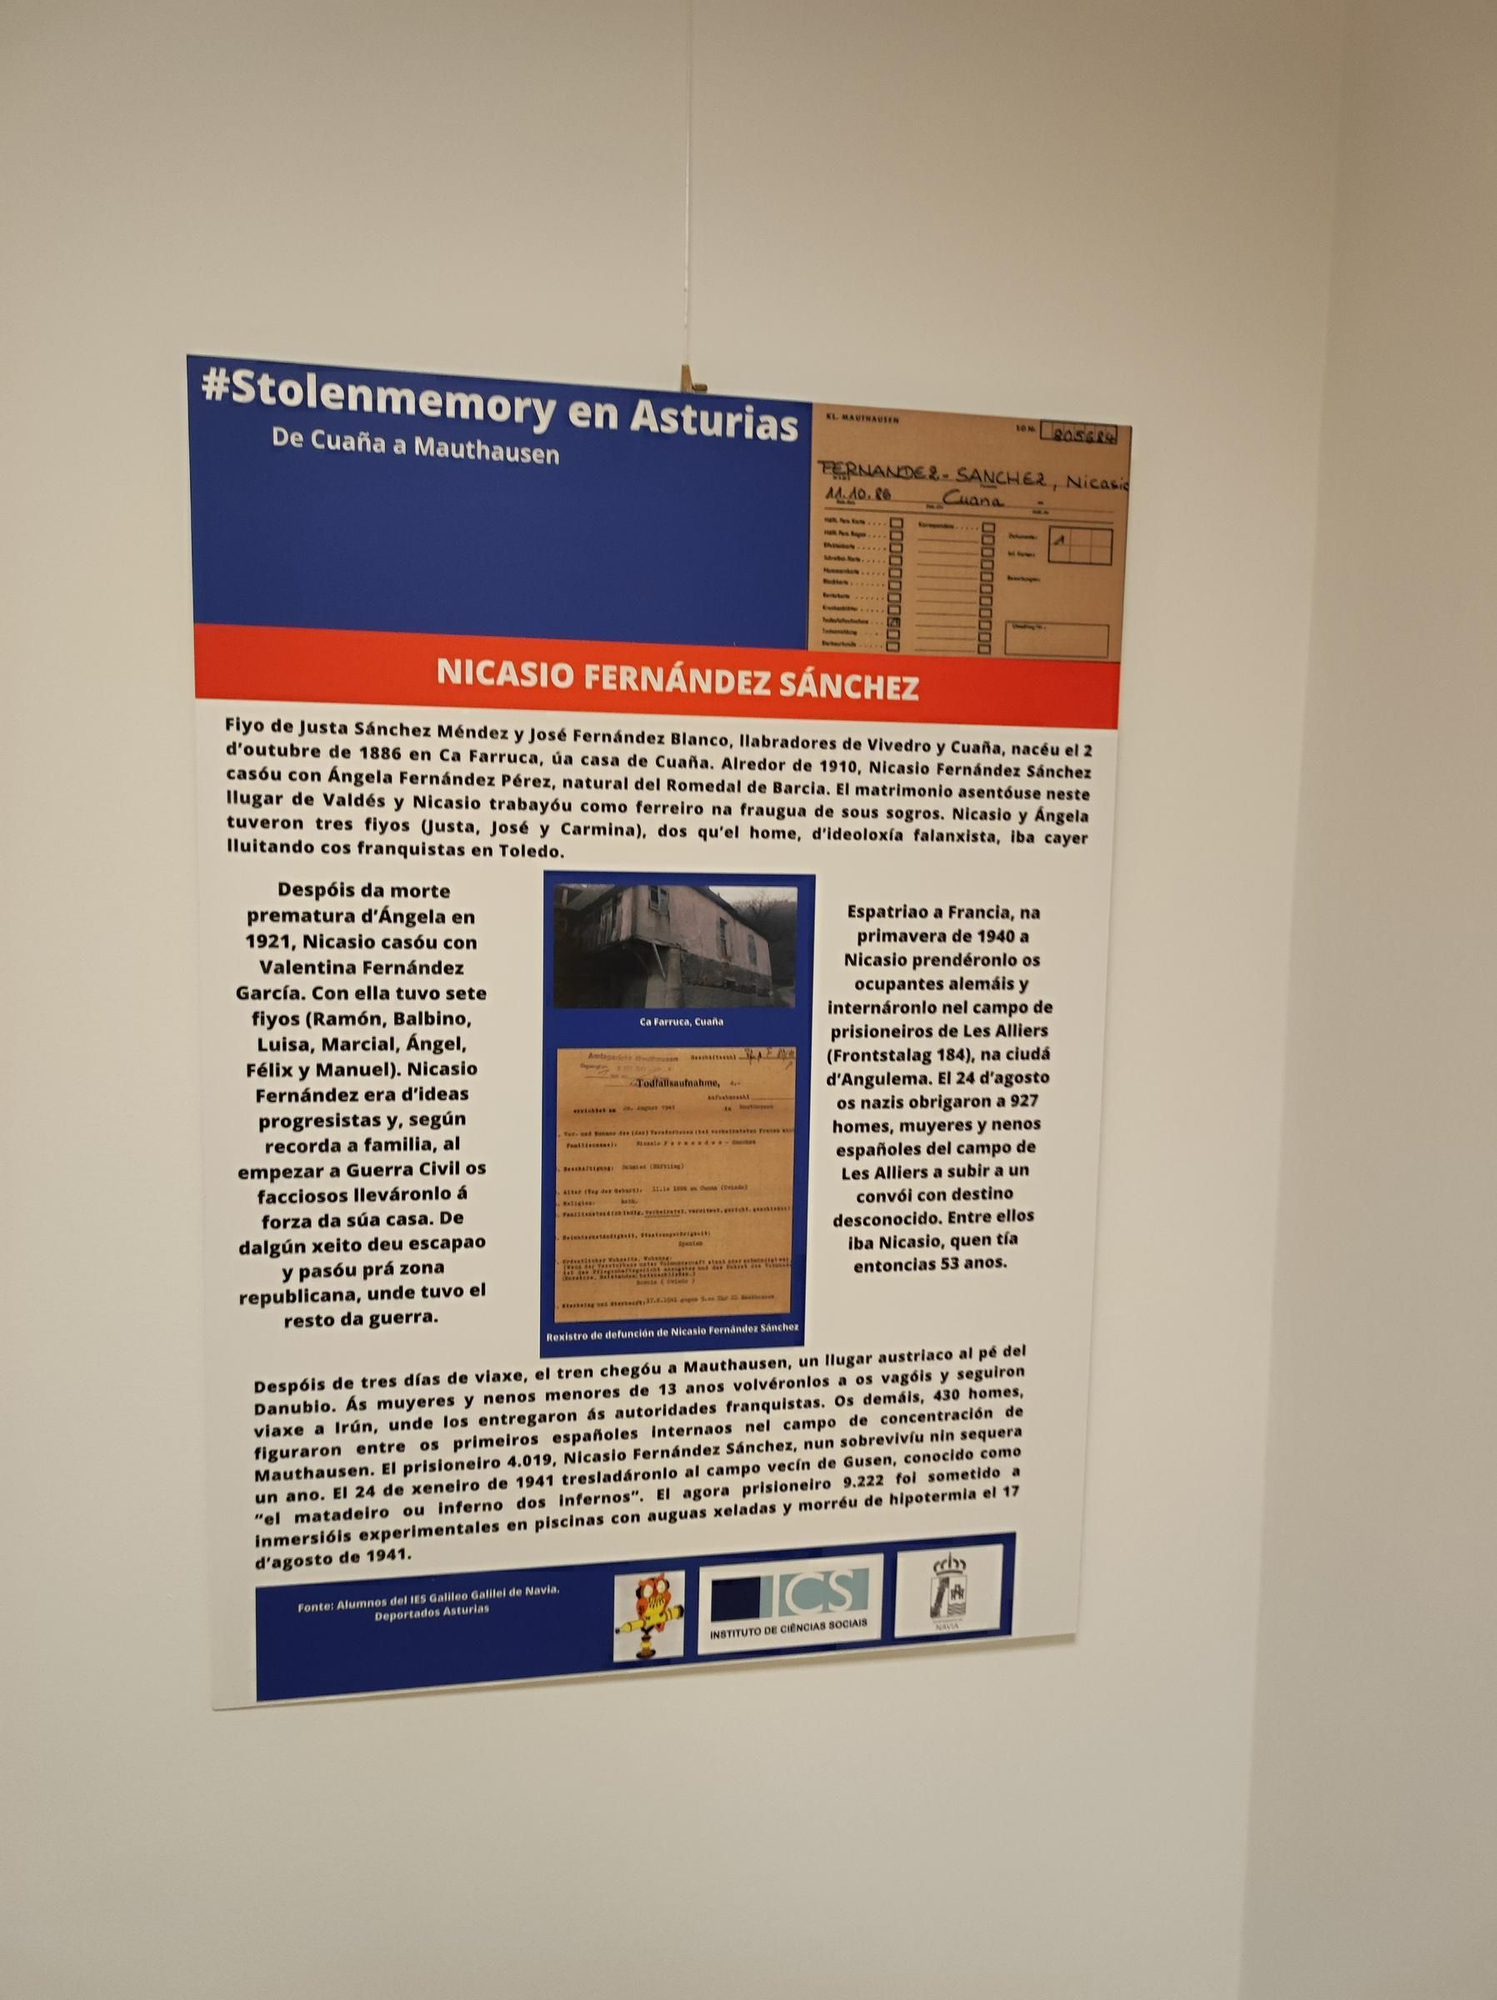 #Stolenmemory en Asturias
De Cuaña a Mauthausen
KL. MAUTHAUSEN
805684
FERNANDEZ-SANCHEZ, Nicasio
11.10.86 Cuana -
NICASIO FERNÁNDEZ SÁNCHEZ
Fiyo de Justa Sánchez Méndez y José Fernández Blanco, llabradores de Vivedro y Cuaña, nacéu el 2
d'outubre de 1886 en Ca Farruca, úa casa de Cuaña. Alredor de 1910, Nicasio Fernández Sánchez
casóu con Ángela Fernández Pérez, natural del Romedal de Barcia. El matrimonio asentóuse neste
llugar de Valdés y Nicasio trabayóu como ferreiro na fraugua de sous sogros. Nicasio y Ángela
tuveron tres fiyos (Justa, José y Carmina), dos qu'el home, d'ideoloxía falanxista, iba cayer
lluitando cos franquistas en Toledo.
Despóis da morte
prematura d'Ángela en
1921, Nicasio casóu con
Valentina Fernández
García. Con ella tuvo sete
fiyos (Ramón, Balbino,
Luisa, Marcial, Ángel,
Félix y Manuel). Nicasio
Fernández era d'ideas
progresistas y, según
recorda a familia, al
empezar a Guerra Civil os
facciosos lleváronlo á
forza da súa casa. De
dalgún xeito deu escapao
y pasóu prá zona
republicana, unde tuvo el
resto da guerra.
Ca Farruca, Cuaña
Amtsgericht Mauthausen
Todfallsaufnahme,
Rexistro de defunción de Nicasio Fernández Sánchez
Espatriao a Francia, na
primavera de 1940 a
Nicasio prendéronlo os
ocupantes alemáis y
internáronlo nel campo de
prisioneiros de Les Alliers
(Frontstalag 184), na ciudá
d'Angulema. El 24 d'agosto
os nazis obrigaron a 927
homes, muyeres y nenos
españoles del campo de
Les Alliers a subir a un
convói con destino
desconocido. Entre ellos
iba Nicasio, quen tía
entoncias 53 anos.
Despóis de tres días de viaxe, el tren chegóu a Mauthausen, un llugar austriaco al pé del
Danubio. Ás muyeres y nenos menores de 13 anos volvéronlos a os vagóis y seguiron
viaxe a Irún, unde los entregaron ás autoridades franquistas. Os demáis, 430 homes,
figuraron entre os primeiros españoles internaos nel campo de concentración de
Mauthausen. El prisioneiro 4.019, Nicasio Fernández Sánchez, nun sobrevivíu nin sequera
un ano. El 24 de xeneiro de 1941 tresladáronlo al campo vecín de Gusen, conocido como
"el matadeiro ou inferno dos infernos". El agora prisioneiro 9.222 foi sometido a
inmersióis experimentales en piscinas con auguas xeladas y morréu de hipotermia el 17
d'agosto de 1941.
Fonte: Alumnos del IES Galileo Galilei de Navia.
Deportados Asturias
ICS
INSTITUTO DE CIÊNCIAS SOCIAIS
NAVIA